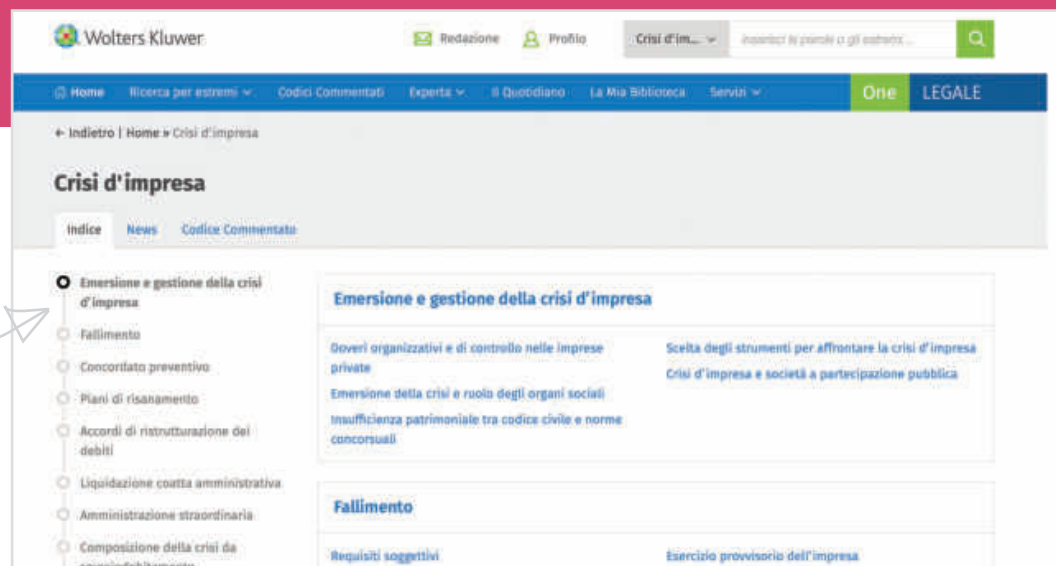 Wolters Kluwer
Redazione
Profilo
Crisi d'im...
Home
Ricerca per estremi
Codici Commentati
Experta
Il Quotidiano
La Mia Biblioteca
Servizi
One LEGALE
← Indietro | Home » Crisi d'impresa
Crisi d'impresa
Indice
News
Codice Commentato
Emersione e gestione della crisi
d'impresa
Fallimento
Concordato preventivo
Piani di risanamento
Accordi di ristrutturazione dei
debiti
Liquidazione coatta amministrativa
Amministrazione straordinaria
Composizione della crisi da
Emersione e gestione della crisi d'impresa
Doveri organizzativi e di controllo nelle imprese
private
Emersione della crisi e ruolo degli organi sociali
Insufficienza patrimoniale tra codice civile e norme
concorsuali
Scelta degli strumenti per affrontare la crisi d'impresa
Crisi d'impresa e società a partecipazione pubblica
Fallimento
Requisiti soggettivi
Esercizio provvisorio dell'impresa